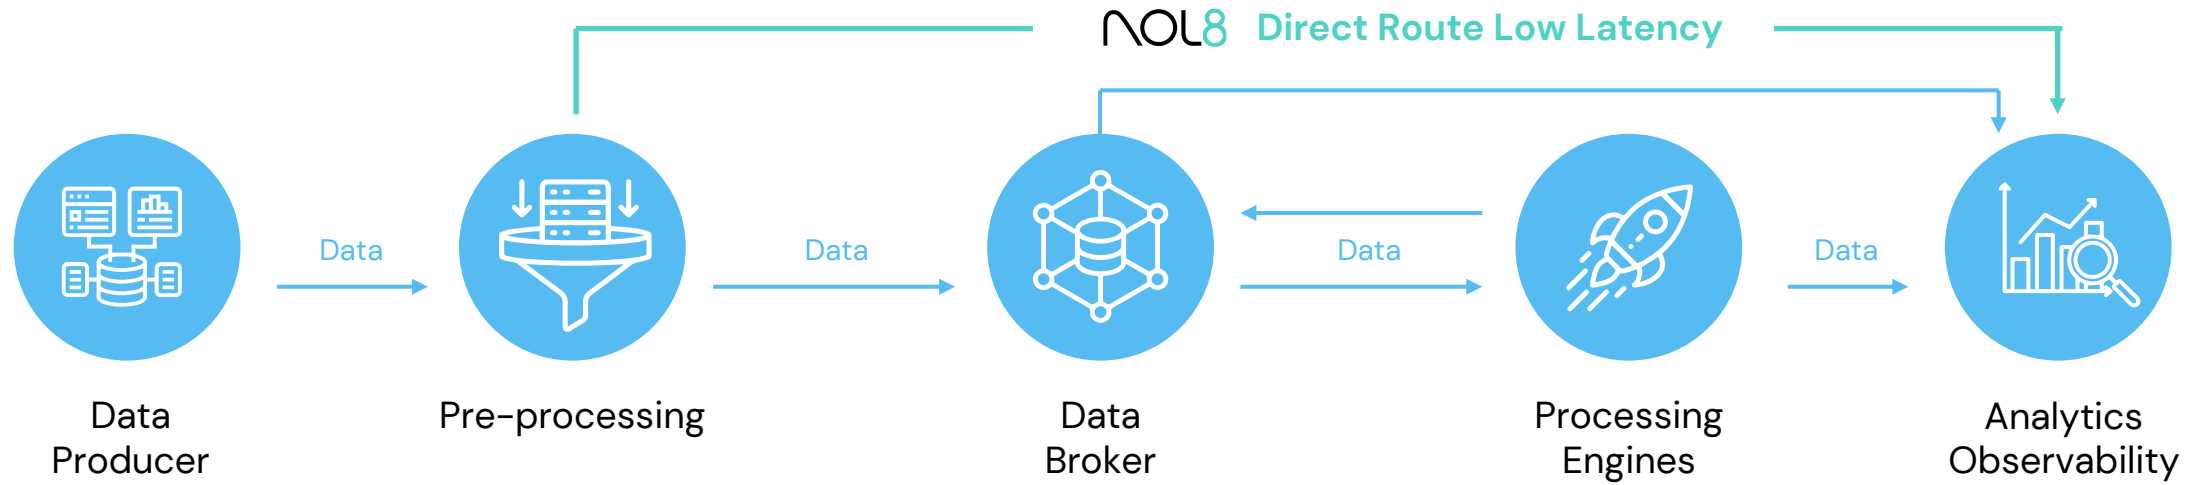 NOL8 Direct Route Low Latency
Data
Data
Data
Data
Data
Producer
Pre-processing
Data
Broker
Processing
Engines
Analytics
Observability